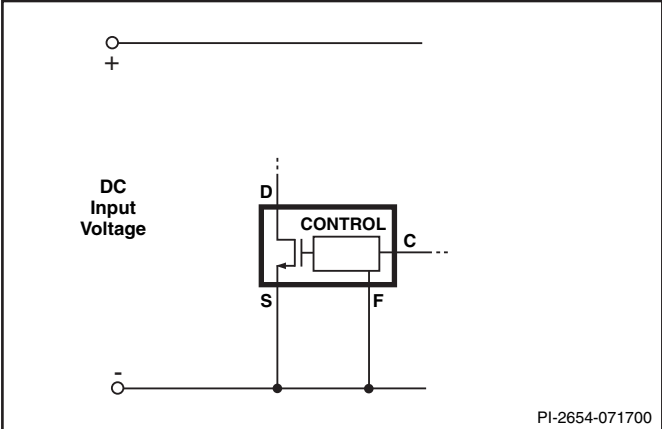 +
DC
Input
Voltage
D
CONTROL
C
S
F
-
PI-2654-071700